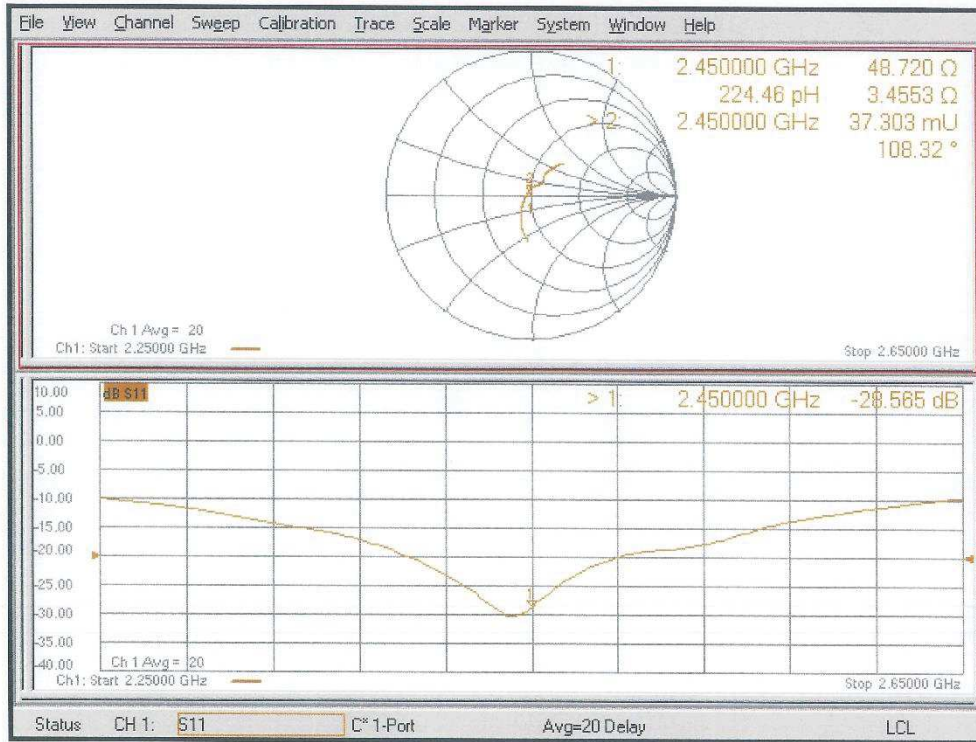 File View Channel Sweep Calibration Trace Scale Marker System Window Help
1: 2.450000 GHz 48.720 Ω
224.46 pH 3.4553 Ω
> 2: 2.450000 GHz 37.303 mU
108.32 °
2
1
Ch 1 Avg = 20
Ch1: Start 2.25000 GHz
Stop 2.65000 GHz
10.00
dB S11
> 1: 2.450000 GHz -28.565 dB
5.00
0.00
-5.00
-10.00
-15.00
-20.00
-25.00
1
-30.00
-35.00
-40.00
Ch 1 Avg = 20
Ch1: Start 2.25000 GHz
Stop 2.65000 GHz
Status CH 1: S11 C* 1-Port Avg=20 Delay LCL